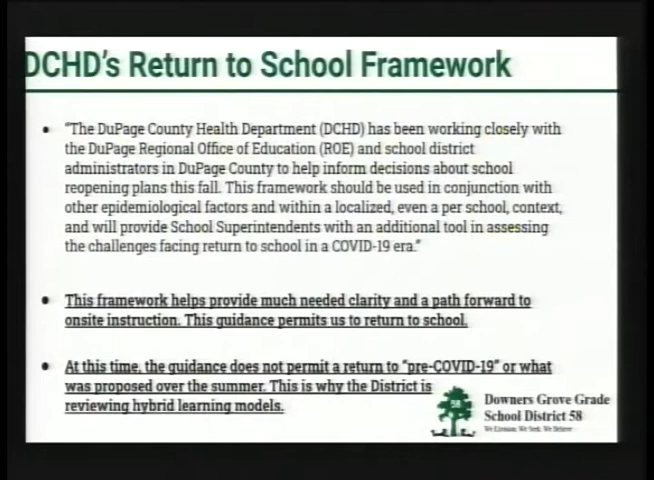 DCHD's Return to School Framework
• "The DuPage County Health Department (DCHD) has been working closely with
the DuPage Regional Office of Education (ROE) and school district
administrators in DuPage County to help inform decisions about school
reopening plans this fall. This framework should be used in conjunction with
other epidemiological factors and within a localized, even a per school, context,
and will provide School Superintendents with an additional tool in assessing
the challenges facing return to school in a COVID-19 era."
• This framework helps provide much needed clarity and a path forward to
onsite instruction. This guidance permits us to return to school.
• At this time, the guidance does not permit a return to "pre-COVID-19" or what
was proposed over the summer. This is why the District is
reviewing hybrid learning models.
58
Downers Grove Grade
School District 58
We